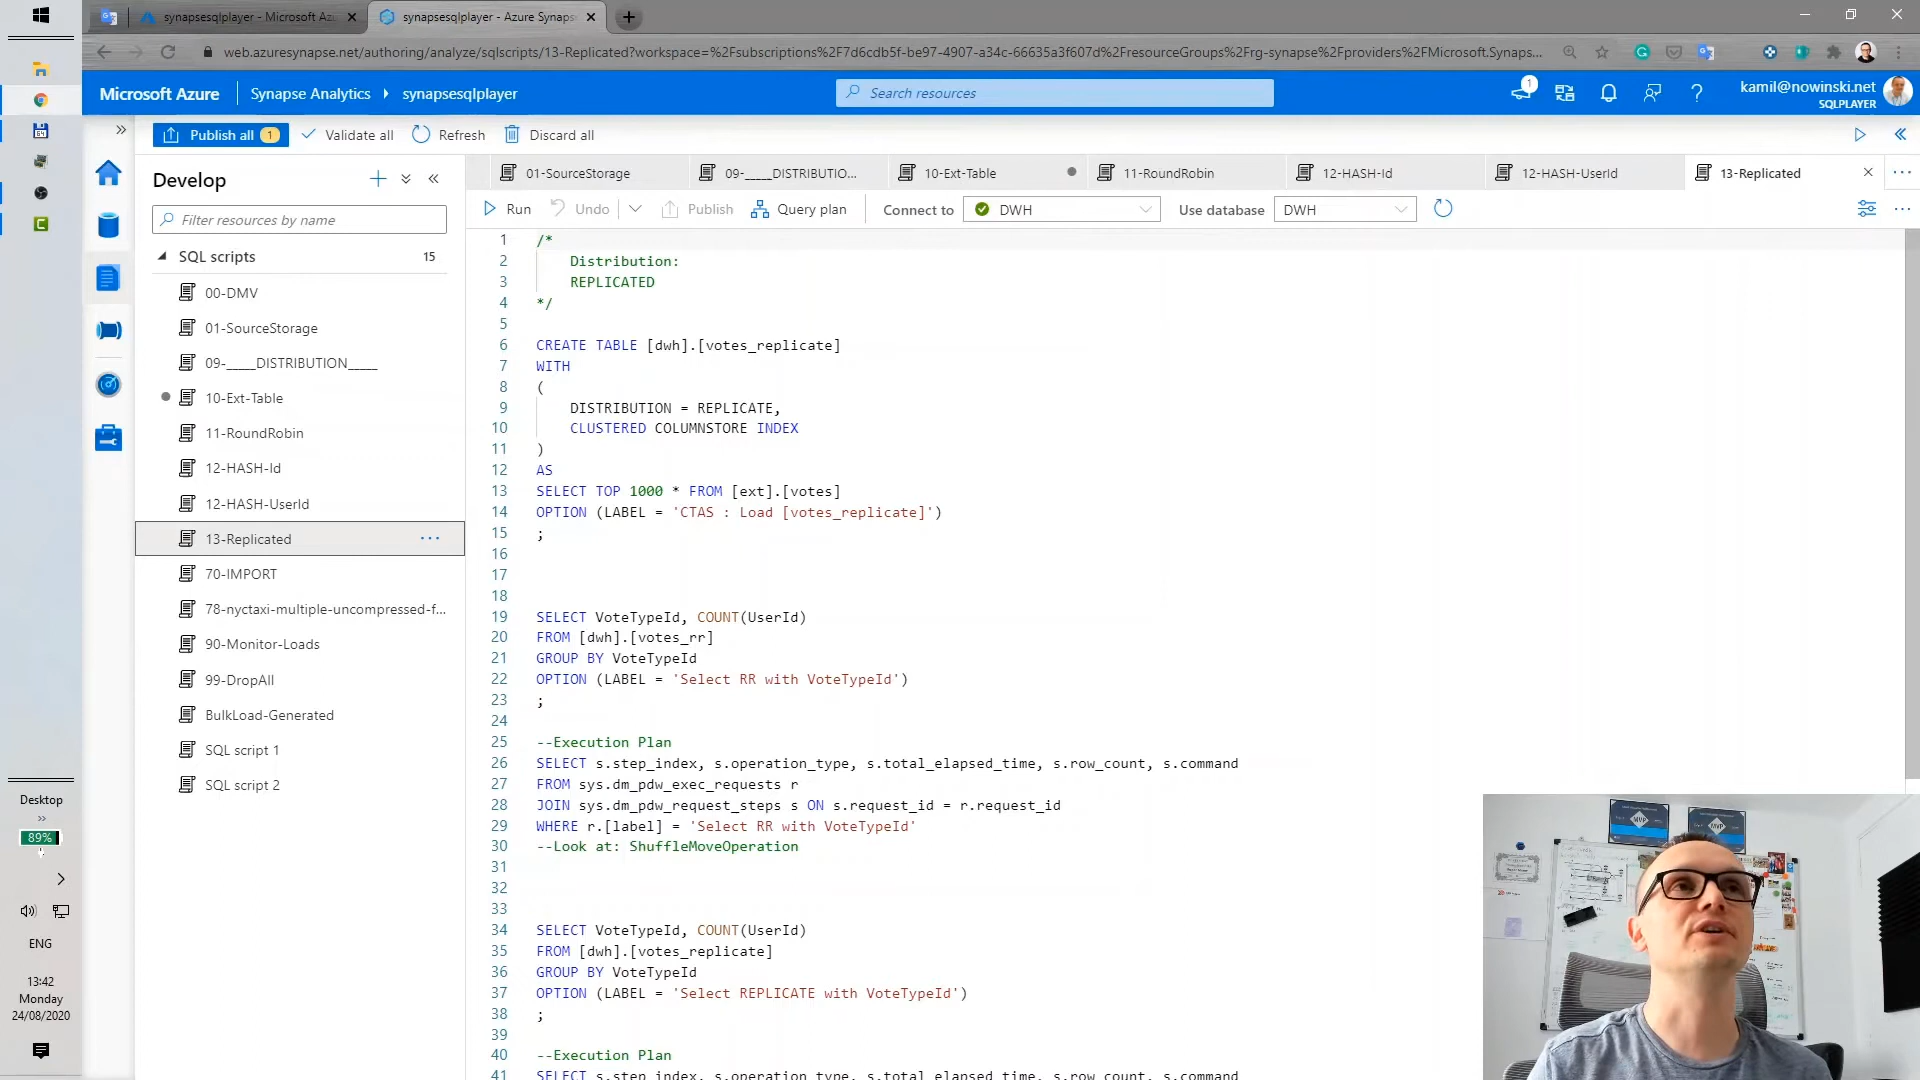 synapsesqlplayer - Microsoft Azu
synapsesqlplayer - Azure Synaps
web.azuresynapse.net/authoring/analyze/sqlscripts/13-Replicated?workspace=%2Fsubscriptions%2F7d6cdb5f-be97-4907-a34c-66635a3f607d%2FresourceGroups%2Frg-synapse%2Fproviders%2FMicrosoft.Synaps...
Microsoft Azure
Synapse Analytics
synapsesqlplayer
Search resources
1
kamil@nowinski.net
SQLPLAYER
Publish all 1
Validate all
Refresh
Discard all
Develop
Filter resources by name
SQL scripts 15
00-DMV
01-SourceStorage
09-_____DISTRIBUTION_____
10-Ext-Table
11-RoundRobin
12-HASH-Id
12-HASH-UserId
13-Replicated
70-IMPORT
78-nyctaxi-multiple-uncompressed-f...
90-Monitor-Loads
99-DropAll
BulkLoad-Generated
SQL script 1
SQL script 2
01-SourceStorage
09-_____DISTRIBUTIO...
10-Ext-Table
11-RoundRobin
12-HASH-Id
12-HASH-UserId
13-Replicated
Run
Undo
Publish
Query plan
Connect to
DWH
Use database
DWH
1 /*
2 Distribution:
3 REPLICATED
4 */
5
6 CREATE TABLE [dwh].[votes_replicate]
7 WITH
8 (
9 DISTRIBUTION = REPLICATE,
10 CLUSTERED COLUMNSTORE INDEX
11 )
12 AS
13 SELECT TOP 1000 * FROM [ext].[votes]
14 OPTION (LABEL = 'CTAS : Load [votes_replicate]')
15 ;
16
17
18
19 SELECT VoteTypeId, COUNT(UserId)
20 FROM [dwh].[votes_rr]
21 GROUP BY VoteTypeId
22 OPTION (LABEL = 'Select RR with VoteTypeId')
23 ;
24
25 --Execution Plan
26 SELECT s.step_index, s.operation_type, s.total_elapsed_time, s.row_count, s.command
27 FROM sys.dm_pdw_exec_requests r
28 JOIN sys.dm_pdw_request_steps s ON s.request_id = r.request_id
29 WHERE r.[label] = 'Select RR with VoteTypeId'
30 --Look at: ShuffleMoveOperation
31
32
33
34 SELECT VoteTypeId, COUNT(UserId)
35 FROM [dwh].[votes_replicate]
36 GROUP BY VoteTypeId
37 OPTION (LABEL = 'Select REPLICATE with VoteTypeId')
38 ;
39
40 --Execution Plan
41 SELECT s.step_index, s.operation_type, s.total_elapsed_time, s.row_count, s.command
Desktop
89%
ENG
13:42
Monday
24/08/2020
MVP
MVP